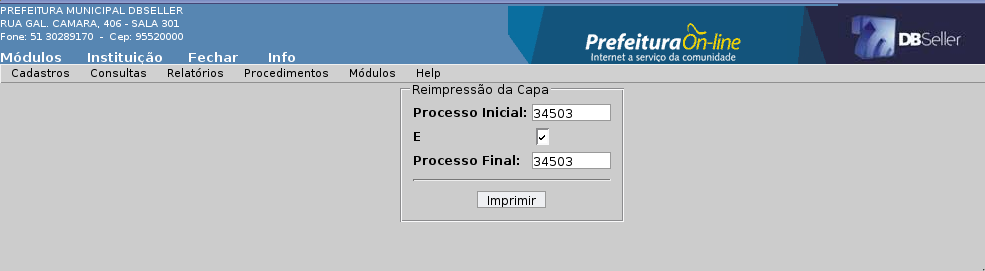 PREFEITURA MUNICIPAL DBSELLER
RUA GAL. CAMARA, 406 - SALA 301
Fone: 51 30289170 - Cep: 95520000
Prefeitura On-line
Internet a serviço da comunidade
DBSeller
Módulos Instituição Fechar Info
Cadastros Consultas Relatórios Procedimentos Módulos Help
Reimpressão da Capa
Processo Inicial: 34503
E
Processo Final: 34503
Imprimir